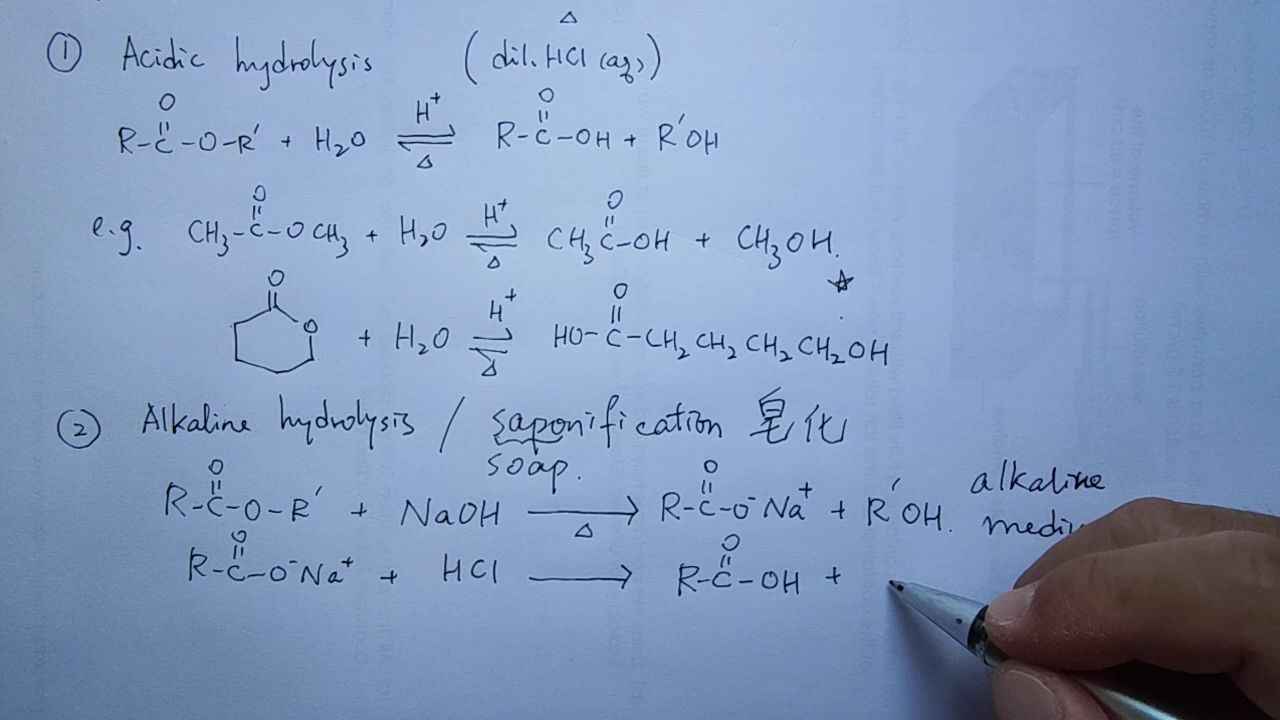 △
① Acidic hydrolysis (dil. HCl (aq))
O O
|| H⁺ ||
R-C-O-R' + H₂O ⇌ R-C-OH + R'OH
△
O O
|| H⁺ ||
e.g. CH₃-C-OCH₃ + H₂O ⇌ CH₃C-OH + CH₃OH.
△
O O
|| H⁺ ||
O + H₂O ⇌ HO-C-CH₂CH₂CH₂CH₂OH
△
② Alkaline hydrolysis / saponification 皂化
soap.
O O
|| || alkaline
R-C-O-R' + NaOH → R-C-O⁻Na⁺ + R'OH. medi
△
O O
|| ||
R-C-O⁻Na⁺ + HCl → R-C-OH +